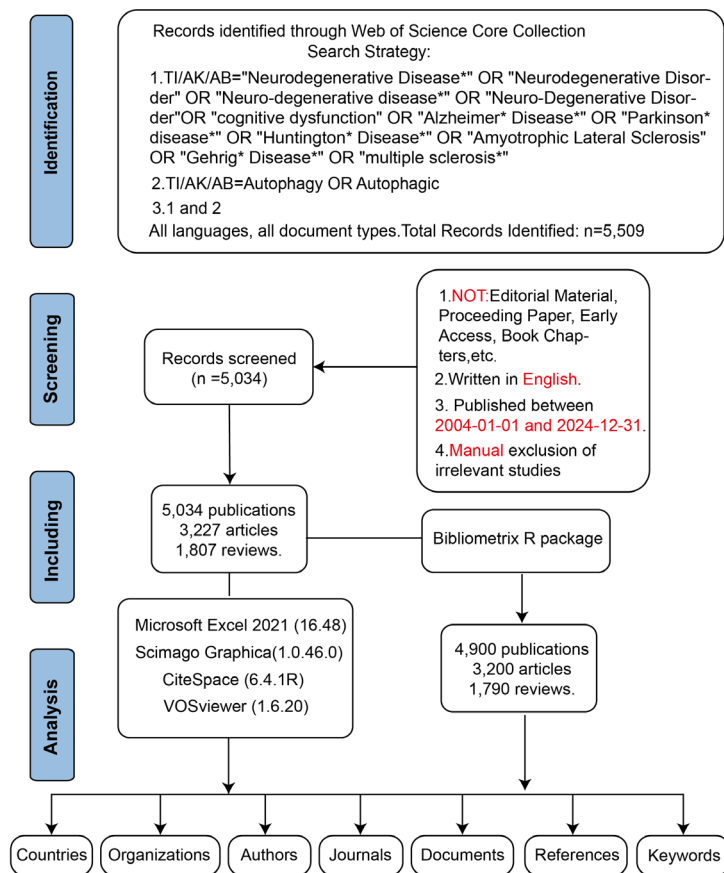 Identification
Records identified through Web of Science Core Collection
Search Strategy:
1.TI/AK/AB="Neurodegenerative Disease*" OR "Neurodegenerative Disor-
der" OR "Neuro-degenerative disease*" OR "Neuro-Degenerative Disor-
der"OR "cognitive dysfunction" OR "Alzheimer* Disease*" OR "Parkinson*
disease*" OR "Huntington* Disease*" OR "Amyotrophic Lateral Sclerosis"
OR "Gehrig* Disease*" OR "multiple sclerosis*"
2.TI/AK/AB=Autophagy OR Autophagic
3.1 and 2
All languages, all document types.Total Records Identified: n=5,509
Screening
Records screened
(n =5,034)
1.NOT:Editorial Material,
Proceeding Paper, Early
Access, Book Chap-
ters,etc.
2.Written in English.
3. Published between
2004-01-01 and 2024-12-31.
4.Manual exclusion of
irrelevant studies
Including
5,034 publications
3,227 articles
1,807 reviews.
Bibliometrix R package
Analysis
Microsoft Excel 2021 (16.48)
Scimago Graphica(1.0.46.0)
CiteSpace (6.4.1R)
VOSviewer (1.6.20)
4,900 publications
3,200 articles
1,790 reviews.
Countries
Organizations
Authors
Journals
Documents
References
Keywords